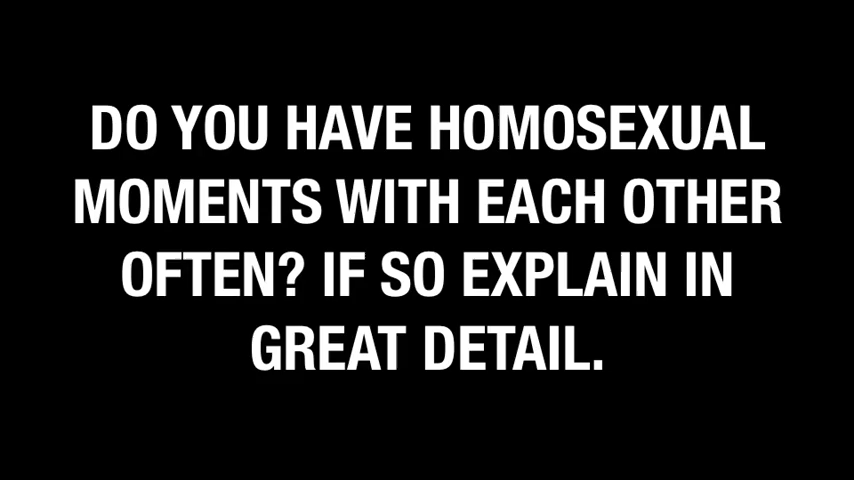 DO YOU HAVE HOMOSEXUAL
MOMENTS WITH EACH OTHER
OFTEN? IF SO EXPLAIN IN
GREAT DETAIL.